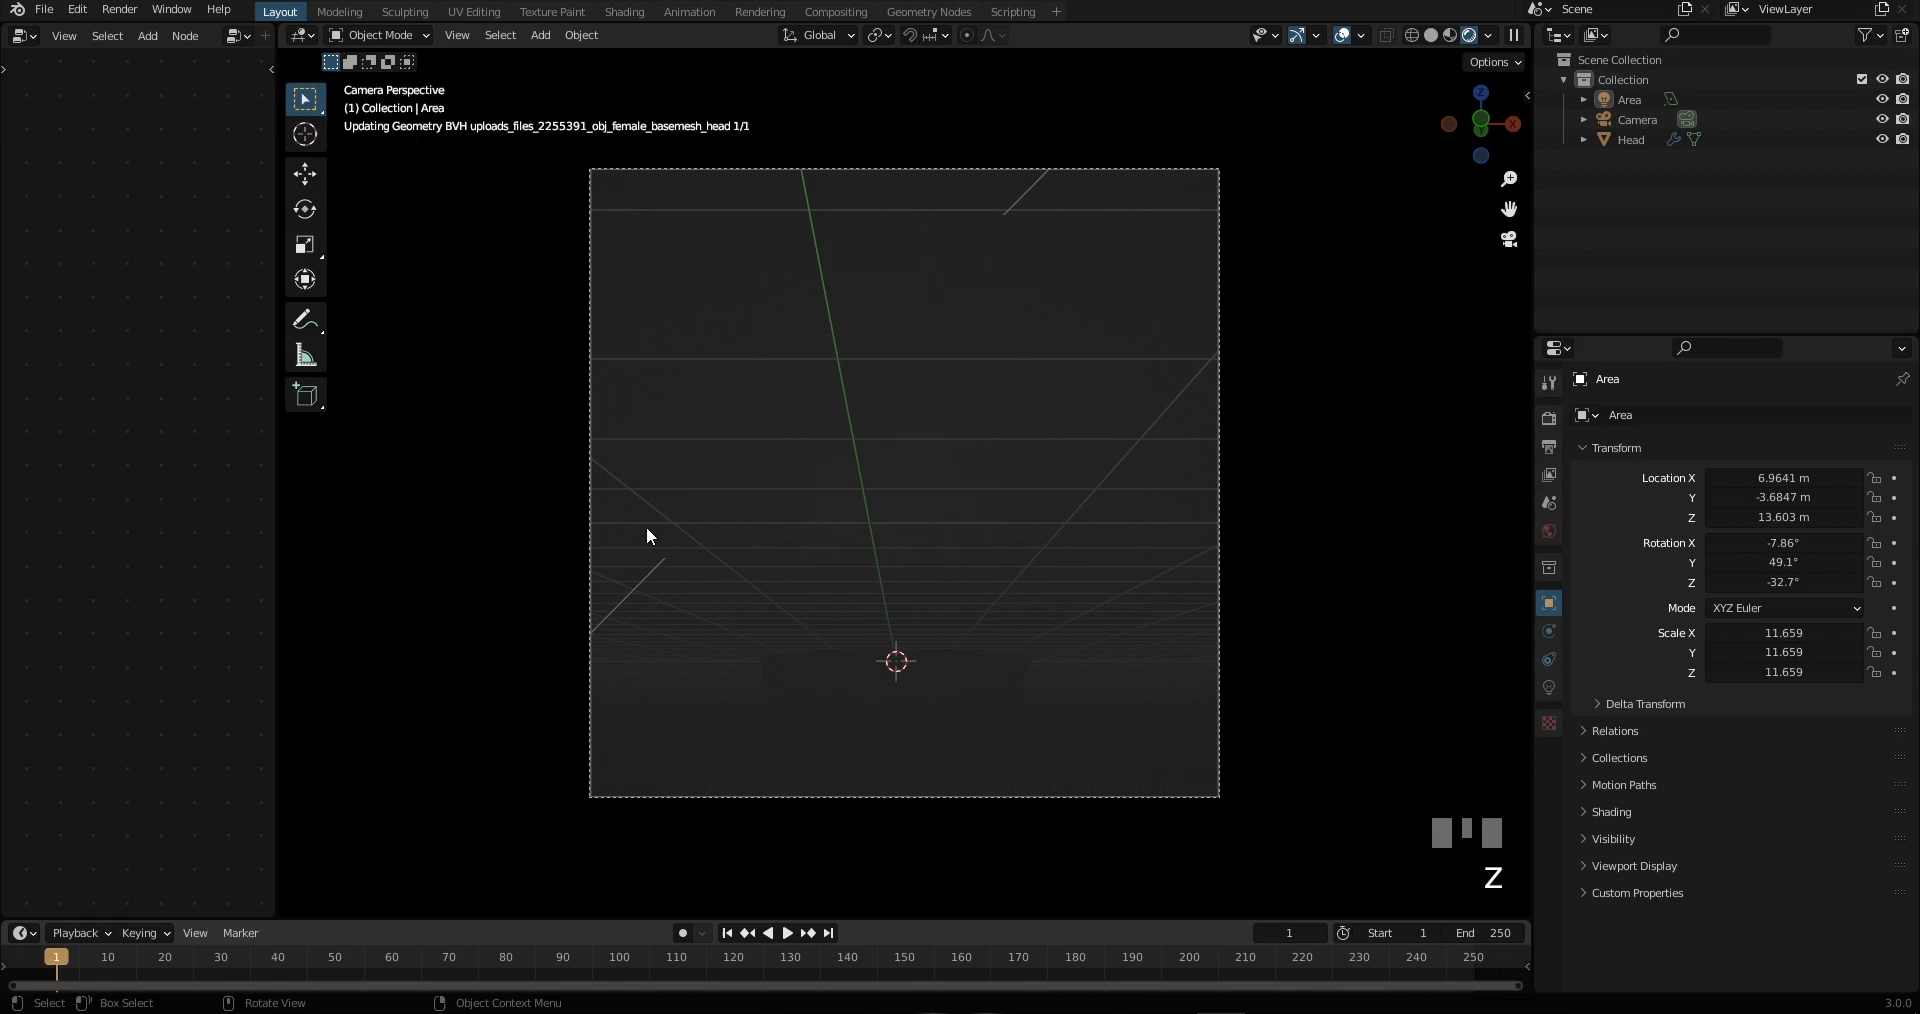 File Edit Render Window Help Layout Modeling Sculpting UV Editing Texture Paint Shading Animation Rendering Compositing Geometry Nodes Scripting + Scene ViewLayer
View Select Add Node Object Mode View Select Add Object Global
Options
Camera Perspective
(1) Collection | Area
Updating Geometry BVH uploads_files_2255391_obj_female_basemesh_head 1/1
Z
X
Y
Scene Collection
Collection
Area
Camera
Head
Area
Area
Transform
Location X 6.9641 m
Y -3.6847 m
Z 13.603 m
Rotation X -7.86°
Y 49.1°
Z -32.7°
Mode XYZ Euler
Scale X 11.659
Y 11.659
Z 11.659
Delta Transform
Relations
Collections
Motion Paths
Shading
Visibility
Viewport Display
Custom Properties
Z
Playback Keying View Marker 1 Start 1 End 250
1 10 20 30 40 50 60 70 80 90 100 110 120 130 140 150 160 170 180 190 200 210 220 230 240 250
Select Box Select Rotate View Object Context Menu 3.0.0